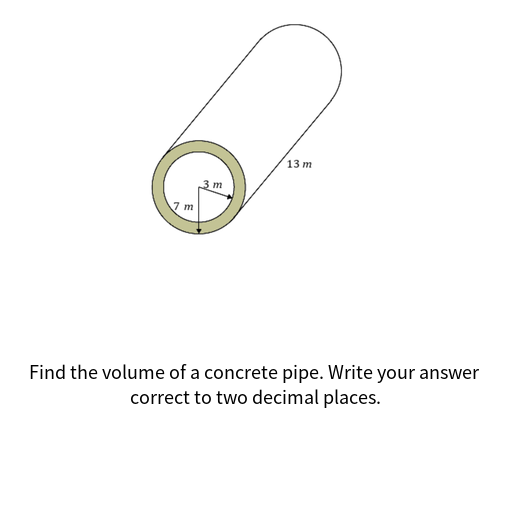 13 m
3 m
7 m
Find the volume of a concrete pipe. Write your answer
correct to two decimal places.